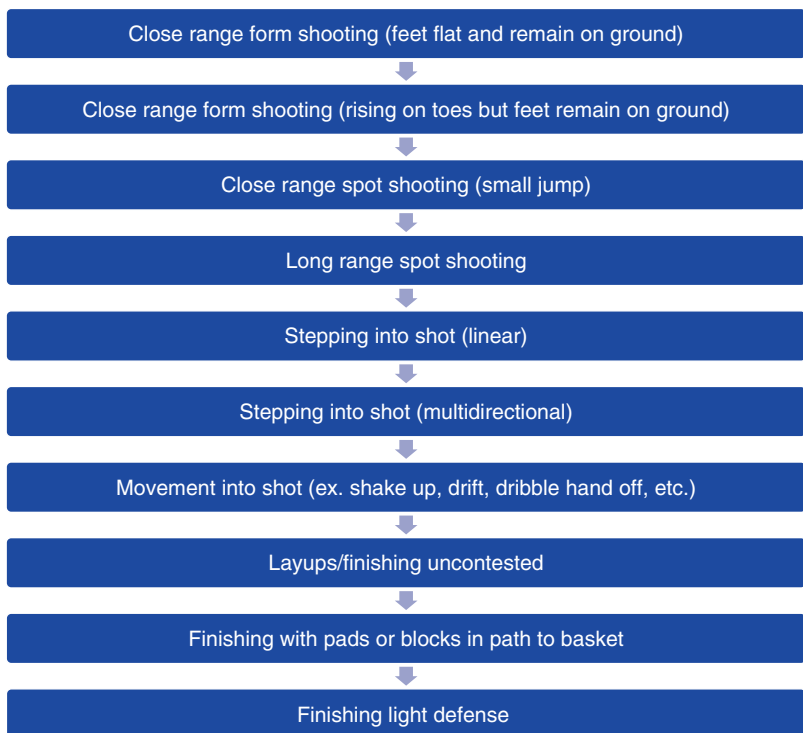 Close range form shooting (feet flat and remain on ground)
Close range form shooting (rising on toes but feet remain on ground)
Close range spot shooting (small jump)
Long range spot shooting
Stepping into shot (linear)
Stepping into shot (multidirectional)
Movement into shot (ex. shake up, drift, dribble hand off, etc.)
Layups/finishing uncontested
Finishing with pads or blocks in path to basket
Finishing light defense